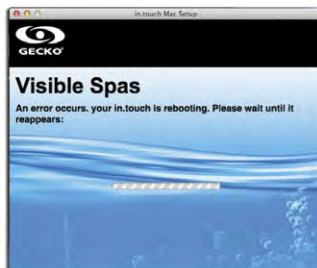 in.touch Mac Setup
GECKO
Visible Spas
An error occurs. your in.touch is rebooting. Please wait until it
reappears: